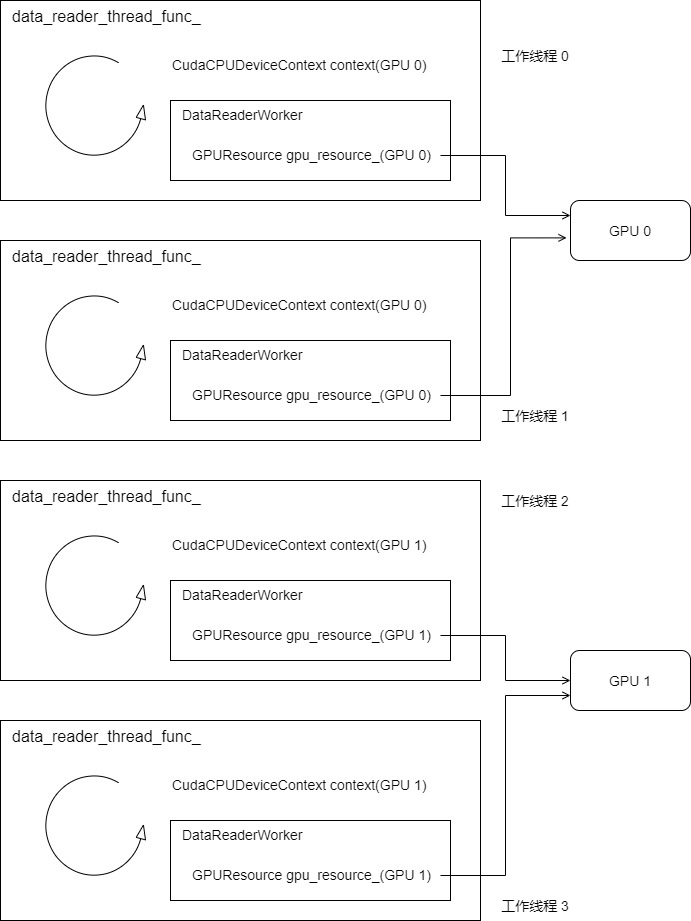 data_reader_thread_func_
CudaCPUDeviceContext context(GPU 0)
工作线程 0
DataReaderWorker
GPUResource gpu_resource_(GPU 0)
GPU 0
data_reader_thread_func_
CudaCPUDeviceContext context(GPU 0)
DataReaderWorker
GPUResource gpu_resource_(GPU 0)
工作线程 1
data_reader_thread_func_
工作线程 2
CudaCPUDeviceContext context(GPU 1)
DataReaderWorker
GPUResource gpu_resource_(GPU 1)
GPU 1
data_reader_thread_func_
CudaCPUDeviceContext context(GPU 1)
DataReaderWorker
GPUResource gpu_resource_(GPU 1)
工作线程 3